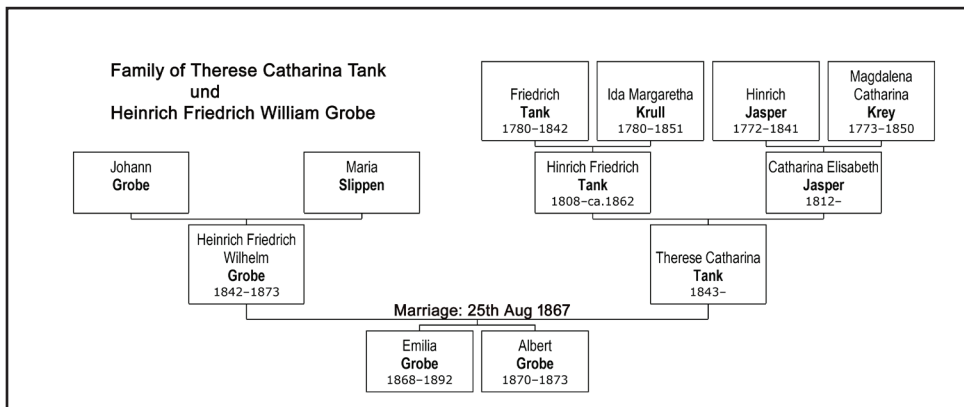 Family of Therese Catharina Tank
und
Heinrich Friedrich William Grobe
Friedrich
Tank
1780–1842
Ida Margaretha
Krull
1780–1851
Hinrich
Jasper
1772–1841
Magdalena
Catharina
Krey
1773–1850
Johann
Grobe
Maria
Slippen
Hinrich Friedrich
Tank
1808–ca.1862
Catharina Elisabeth
Jasper
1812–
Heinrich Friedrich
Wilhelm
Grobe
1842–1873
Therese Catharina
Tank
1843–
Marriage: 25th Aug 1867
Emilia
Grobe
1868–1892
Albert
Grobe
1870–1873